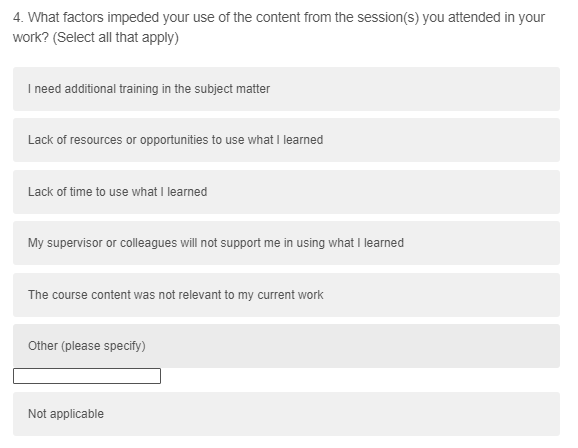 4. What factors impeded your use of the content from the session(s) you attended in your
work? (Select all that apply)
I need additional training in the subject matter
Lack of resources or opportunities to use what I learned
Lack of time to use what I learned
My supervisor or colleagues will not support me in using what I learned
The course content was not relevant to my current work
Other (please specify)
Not applicable